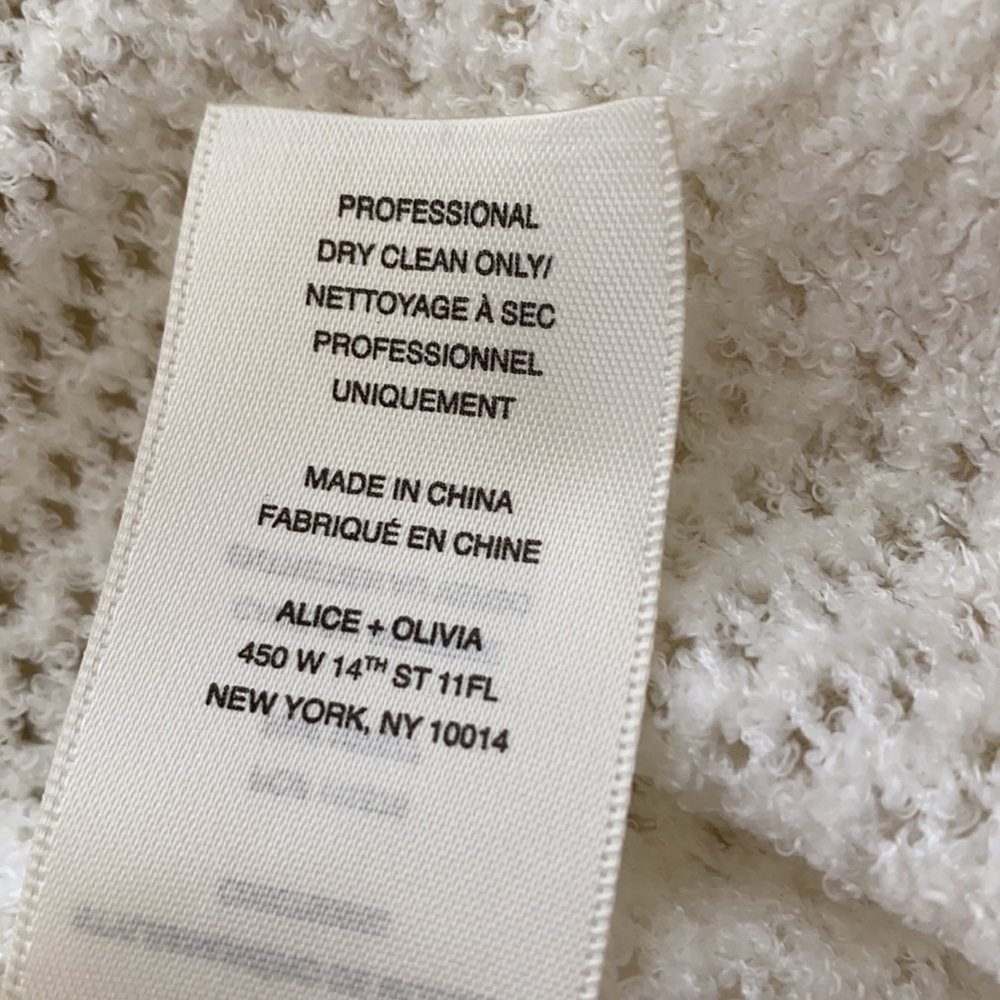 PROFESSIONAL
DRY CLEAN ONLY/
NETTOYAGE À SEC
PROFESSIONNEL
UNIQUEMENT
MADE IN CHINA
FABRIQUÉ EN CHINE
ALICE + OLIVIA
450 W 14TH ST 11FL
NEW YORK, NY 10014